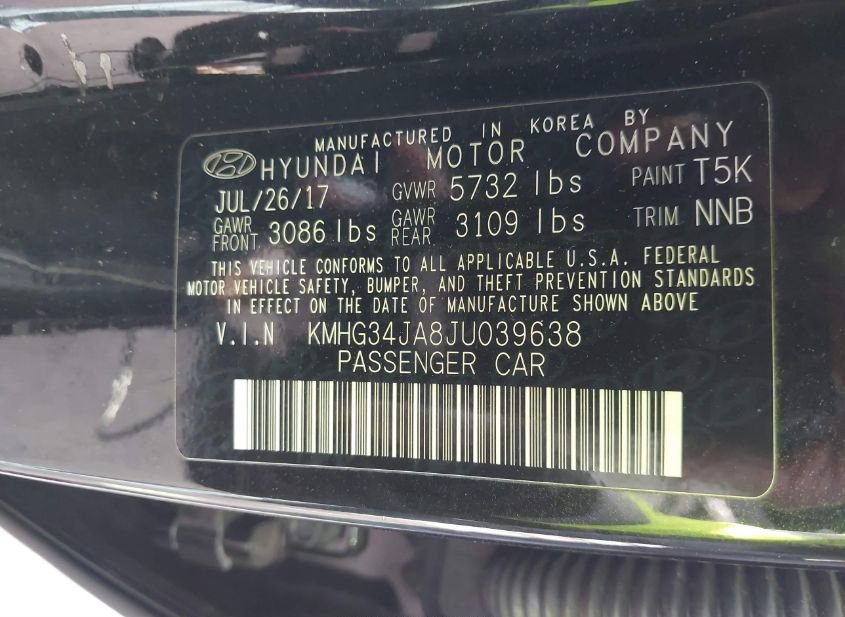 MANUFACTURED IN KOREA BY
HYUNDAI MOTOR COMPANY
JUL/26/17 GVWR 5732 lbs PAINT T5K
GAWR FRONT 3086 lbs GAWR REAR 3109 lbs TRIM NNB
THIS VEHICLE CONFORMS TO ALL APPLICABLE U.S.A. FEDERAL
MOTOR VEHICLE SAFETY, BUMPER, AND THEFT PREVENTION STANDARDS
IN EFFECT ON THE DATE OF MANUFACTURE SHOWN ABOVE
V.I.N KMHG34JA8JU039638
PASSENGER CAR